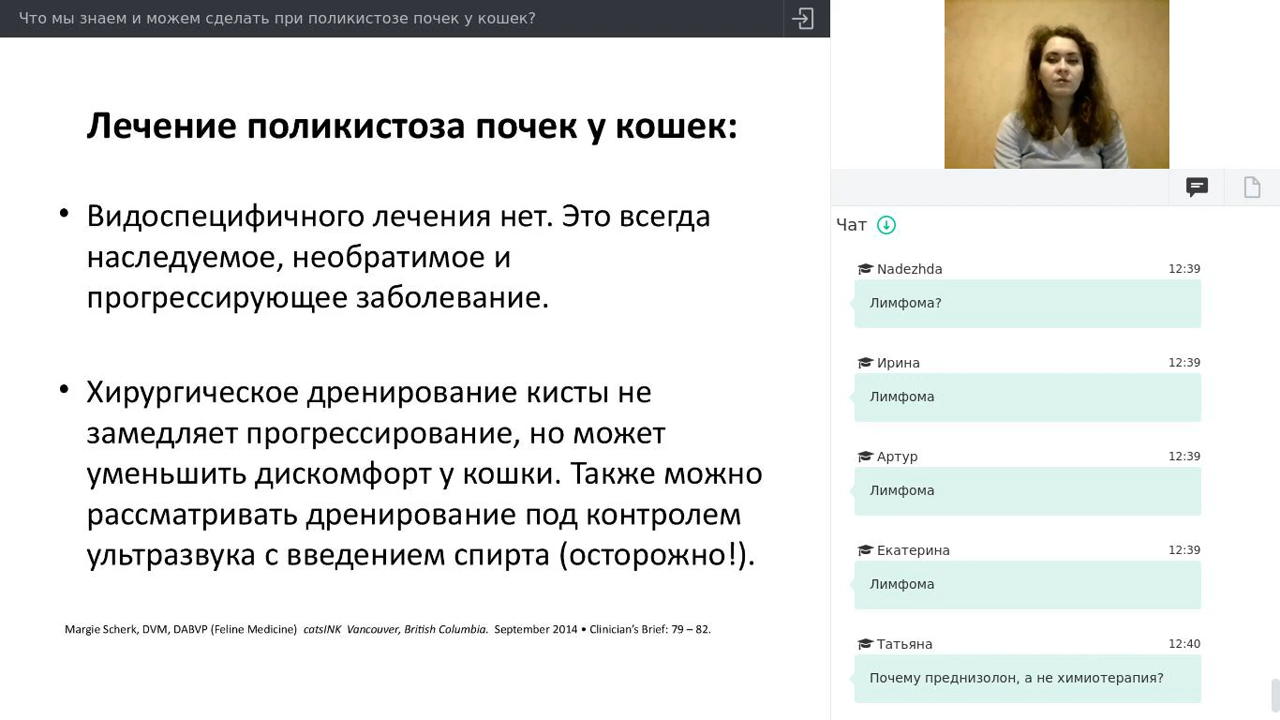 Что мы знаем и можем сделать при поликистозе почек у кошек?
Лечение поликистоза почек у кошек:
• Видоспецифичного лечения нет. Это всегда
наследуемое, необратимое и
прогрессирующее заболевание.
• Хирургическое дренирование кисты не
замедляет прогрессирование, но может
уменьшить дискомфорт у кошки. Также можно
рассматривать дренирование под контролем
ультразвука с введением спирта (осторожно!).
Margie Scherk, DVM, DABVP (Feline Medicine) catsINK Vancouver, British Columbia. September 2014 • Clinician's Brief: 79 – 82.
Чат
Nadezhda 12:39
Лимфома?
Ирина 12:39
Лимфома
Артур 12:39
Лимфома
Екатерина 12:39
Лимфома
Татьяна 12:40
Почему преднизолон, а не химиотерапия?